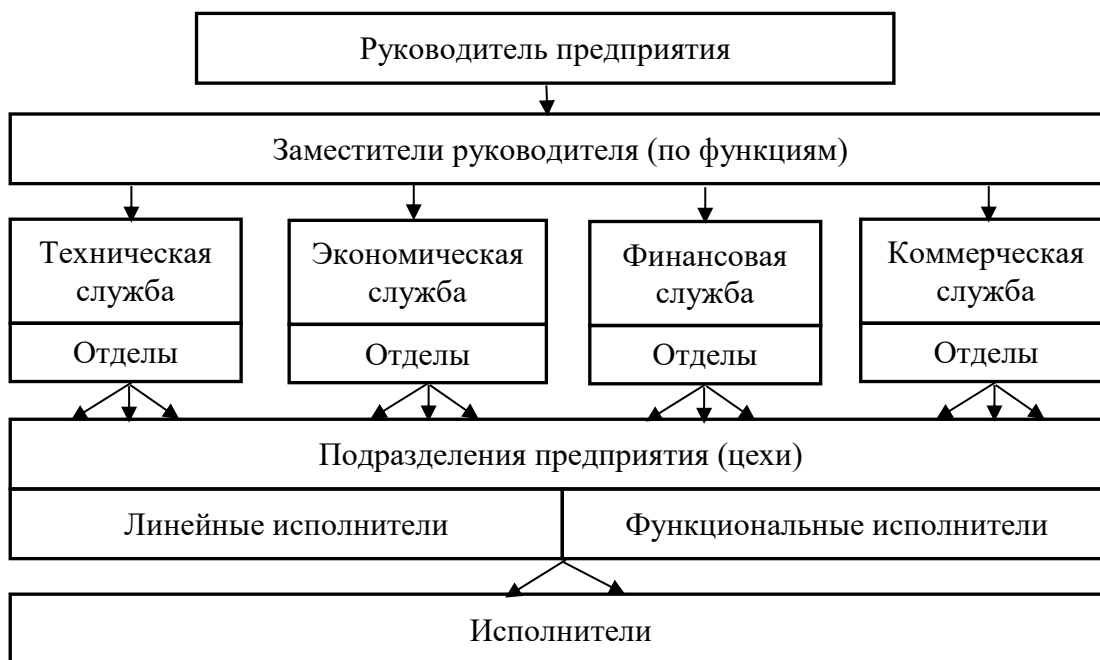 Руководитель предприятия
Заместители руководителя (по функциям)
Техническая
служба
Экономическая
служба
Финансовая
служба
Коммерческая
служба
Отделы
Отделы
Отделы
Отделы
Подразделения предприятия (цехи)
Линейные исполнители
Функциональные исполнители
Исполнители